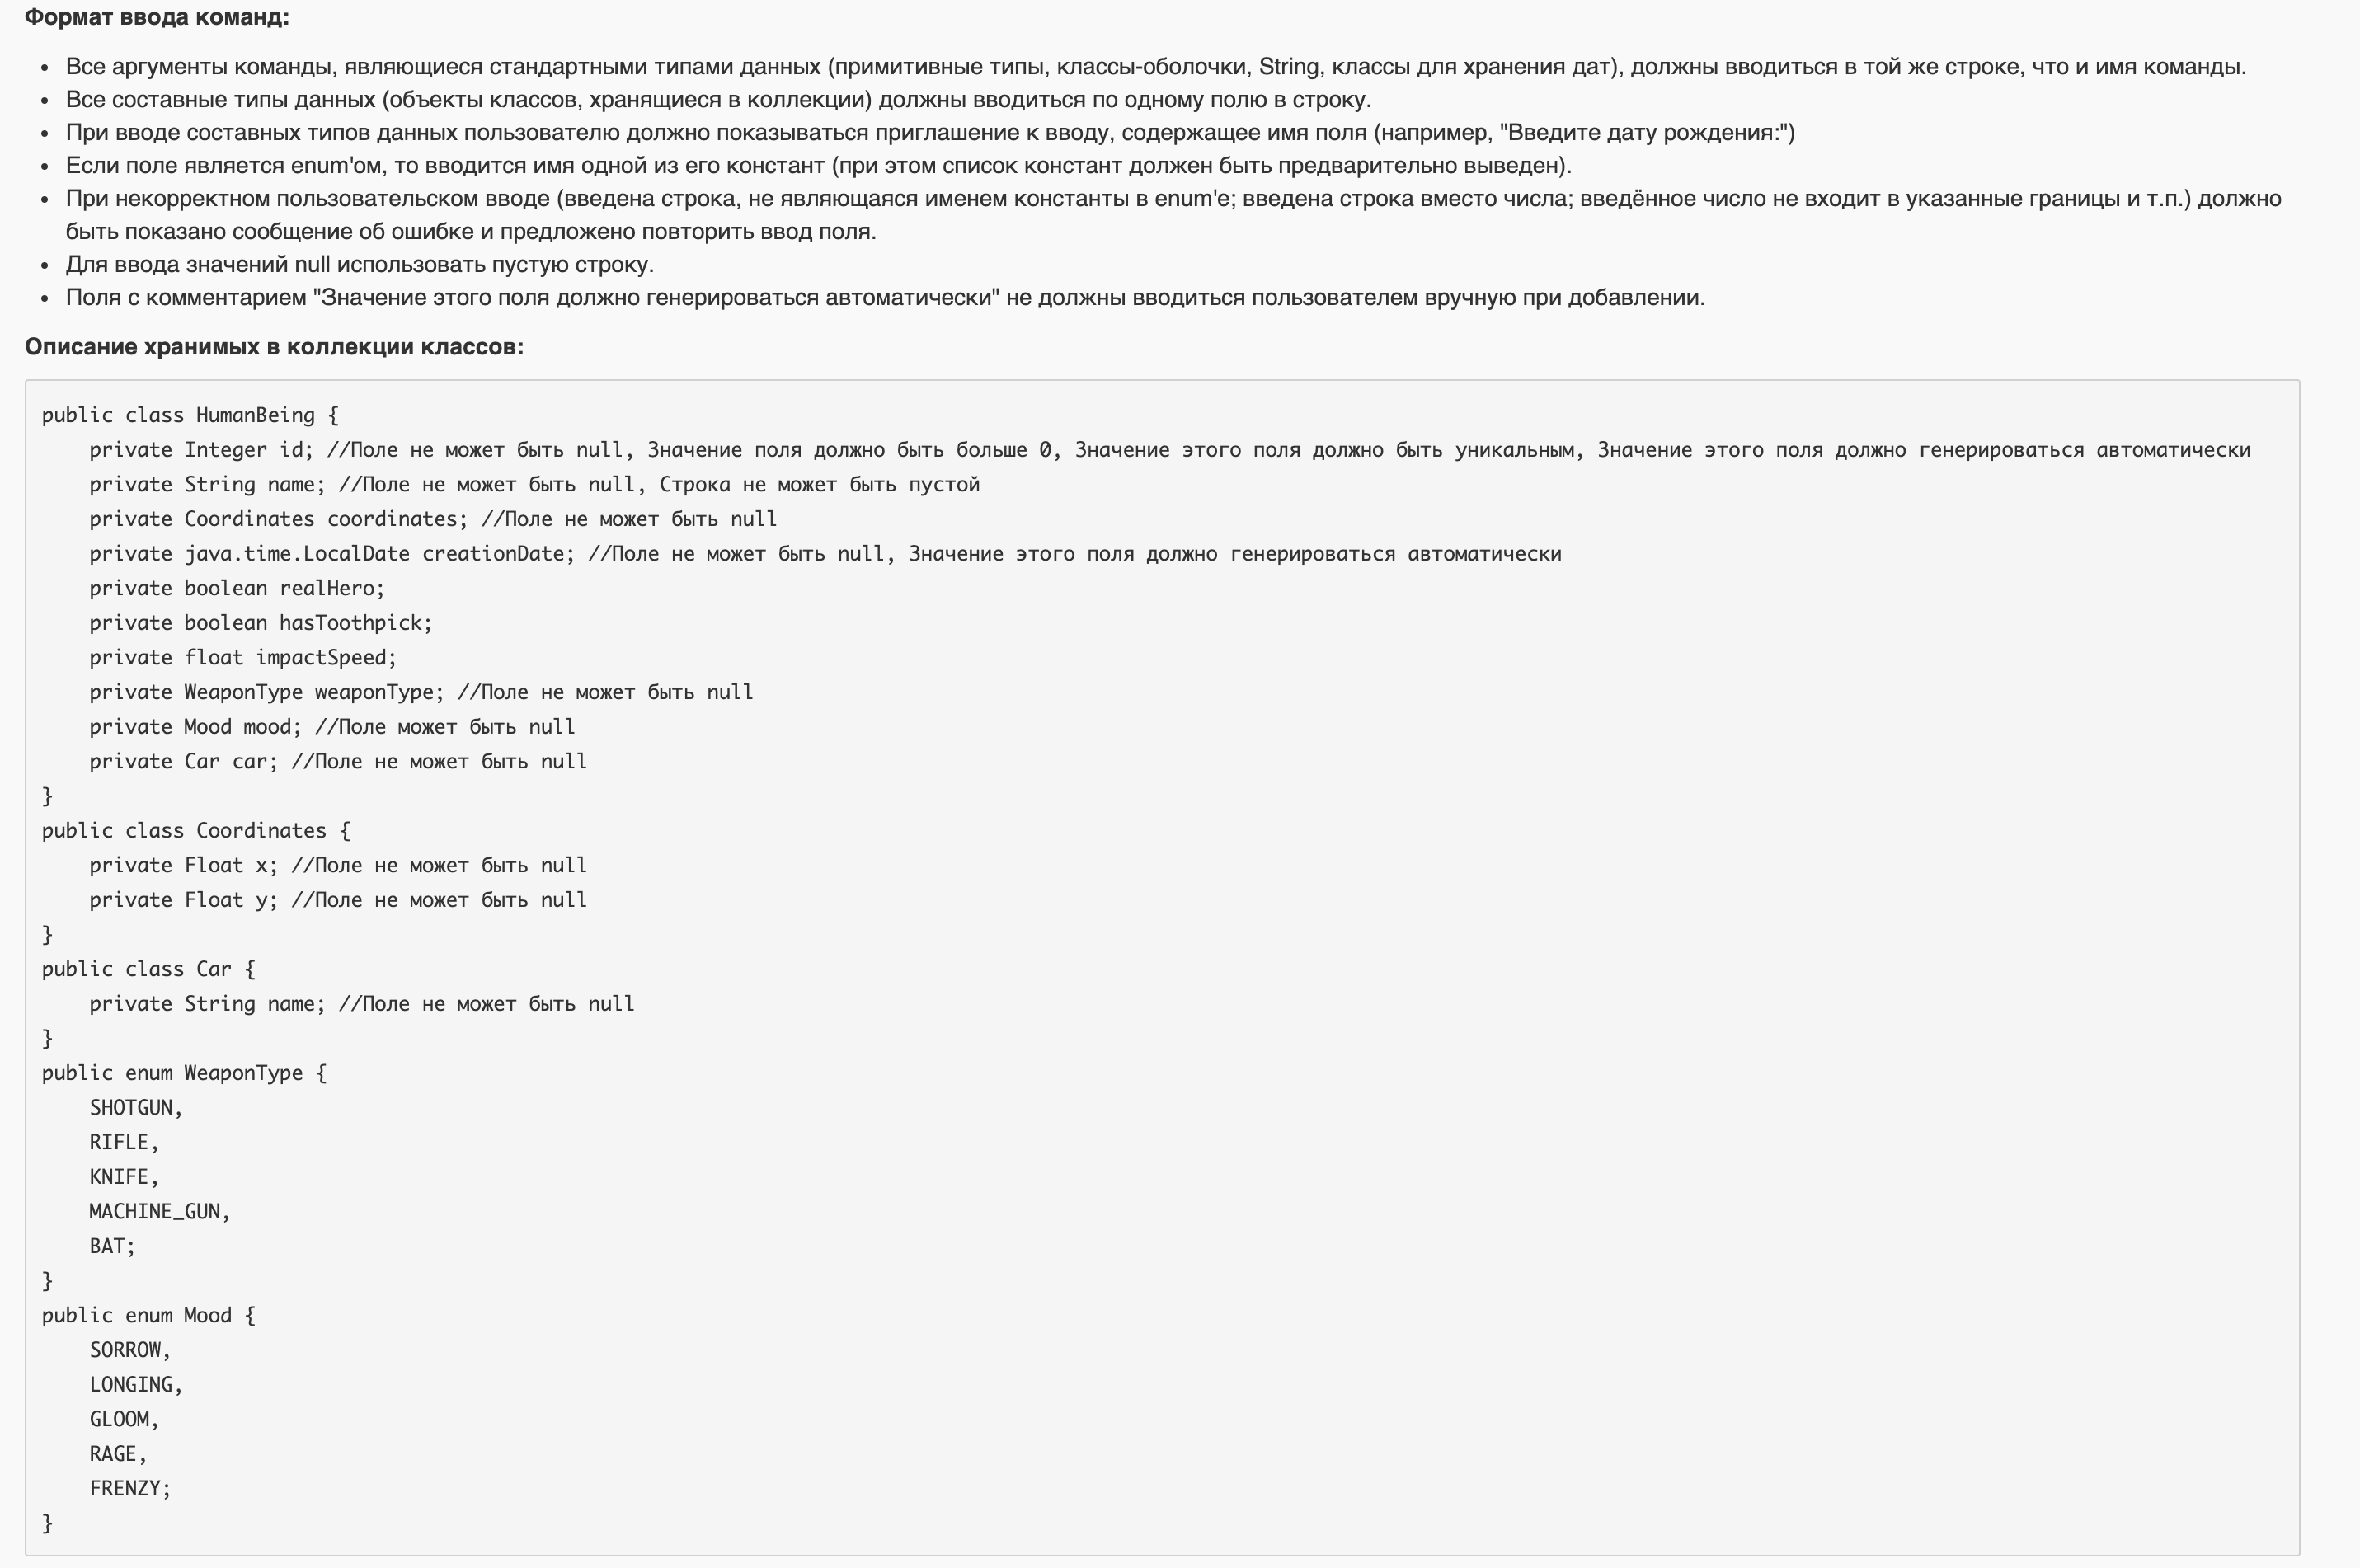 Формат ввода команд:
• Все аргументы команды, являющиеся стандартными типами данных (примитивные типы, классы-оболочки, String, классы для хранения дат), должны вводиться в той же строке, что и имя команды.
• Все составные типы данных (объекты классов, хранящиеся в коллекции) должны вводиться по одному полю в строку.
• При вводе составных типов данных пользователю должно показываться приглашение к вводу, содержащее имя поля (например, "Введите дату рождения:")
• Если поле является enum'ом, то вводится имя одной из его констант (при этом список констант должен быть предварительно выведен).
• При некорректном пользовательском вводе (введена строка, не являющаяся именем константы в enum'е; введена строка вместо числа; введённое число не входит в указанные границы и т.п.) должно
быть показано сообщение об ошибке и предложено повторить ввод поля.
• Для ввода значений null использовать пустую строку.
• Поля с комментарием "Значение этого поля должно генерироваться автоматически" не должны вводиться пользователем вручную при добавлении.
Описание хранимых в коллекции классов:
public class HumanBeing {
    private Integer id; //Поле не может быть null, Значение поля должно быть больше 0, Значение этого поля должно быть уникальным, Значение этого поля должно генерироваться автоматически
    private String name; //Поле не может быть null, Строка не может быть пустой
    private Coordinates coordinates; //Поле не может быть null
    private java.time.LocalDate creationDate; //Поле не может быть null, Значение этого поля должно генерироваться автоматически
    private boolean realHero;
    private boolean hasToothpick;
    private float impactSpeed;
    private WeaponType weaponType; //Поле не может быть null
    private Mood mood; //Поле может быть null
    private Car car; //Поле не может быть null
}
public class Coordinates {
    private Float x; //Поле не может быть null
    private Float y; //Поле не может быть null
}
public class Car {
    private String name; //Поле не может быть null
}
public enum WeaponType {
    SHOTGUN,
    RIFLE,
    KNIFE,
    MACHINE_GUN,
    BAT;
}
public enum Mood {
    SORROW,
    LONGING,
    GLOOM,
    RAGE,
    FRENZY;
}